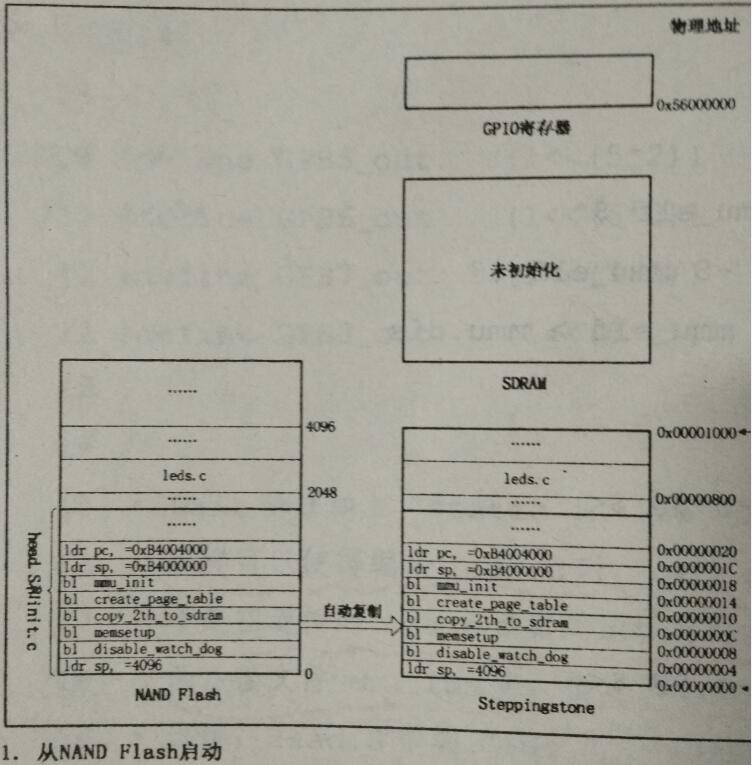 物理地址
0x56000000
GPIO寄存器
未初始化
SDRAM
......
4096
......
leds.c
2048
......
......
ldr pc, =0xB4004000
ldr sp, =0xB4000000
bl mmu_init
bl create_page_table
bl copy_2th_to_sdram
bl memsetup
bl disable_watch_dog
ldr sp, =4096
0
head.S和init.c
NAND Flash
自动复制
0x00001000
......
leds.c
0x00000800
......
......
ldr pc, =0xB4004000
0x00000020
ldr sp, =0xB4000000
0x0000001C
bl mmu_init
0x00000018
bl create_page_table
0x00000014
bl copy_2th_to_sdram
0x00000010
bl memsetup
0x0000000C
bl disable_watch_dog
0x00000008
ldr sp, =4096
0x00000004
0x00000000
Steppingstone
1. 从NAND Flash启动